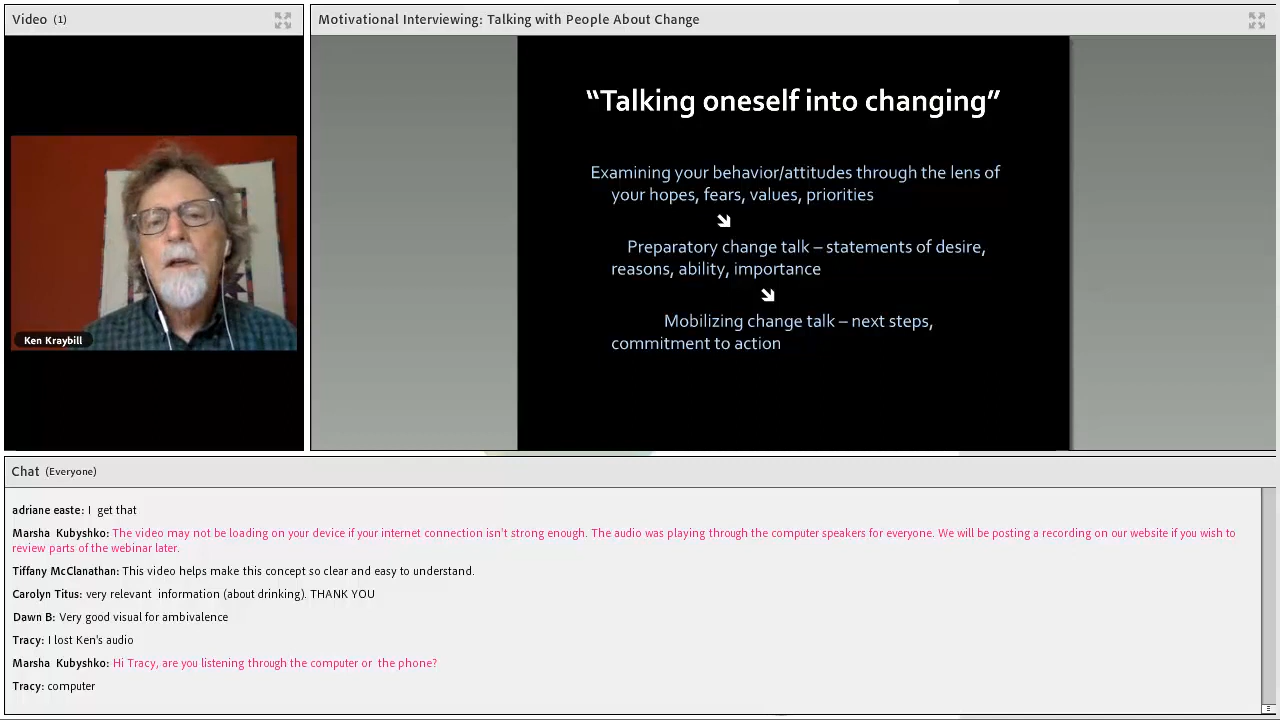 Video (1)
Motivational Interviewing: Talking with People About Change
“Talking oneself into changing”
Examining your behavior/attitudes through the lens of
your hopes, fears, values, priorities
Preparatory change talk – statements of desire,
reasons, ability, importance
Mobilizing change talk – next steps,
commitment to action
Ken Kraybill
Chat (Everyone)
adriane easte: I get that
Marsha Kubyshko: The video may not be loading on your device if your internet connection isn't strong enough. The audio was playing through the computer speakers for everyone. We will be posting a recording on our website if you wish to
review parts of the webinar later.
Tiffany McClanathan: This video helps make this concept so clear and easy to understand.
Carolyn Titus: very relevant information (about drinking). THANK YOU
Dawn B: Very good visual for ambivalence
Tracy: I lost Ken's audio
Marsha Kubyshko: Hi Tracy, are you listening through the computer or the phone?
Tracy: computer